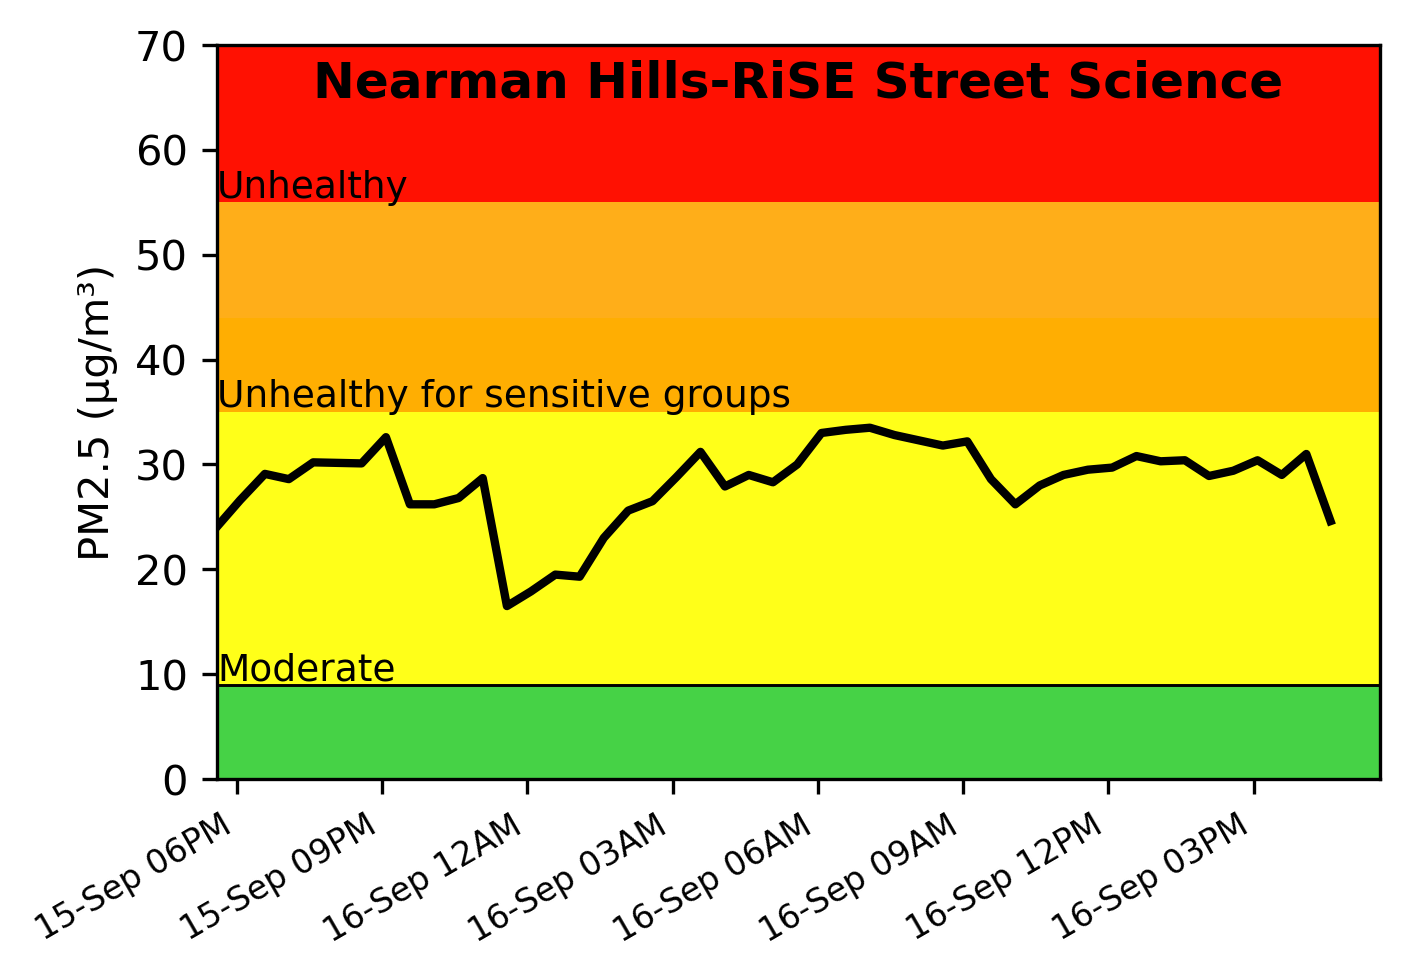 Nearman Hills-RiSE Street Science
70
60
50
40
30
20
10
0
PM2.5 (µg/m³)
Unhealthy
Unhealthy for sensitive groups
Moderate
15-Sep 06PM
15-Sep 09PM
16-Sep 12AM
16-Sep 03AM
16-Sep 06AM
16-Sep 09AM
16-Sep 12PM
16-Sep 03PM